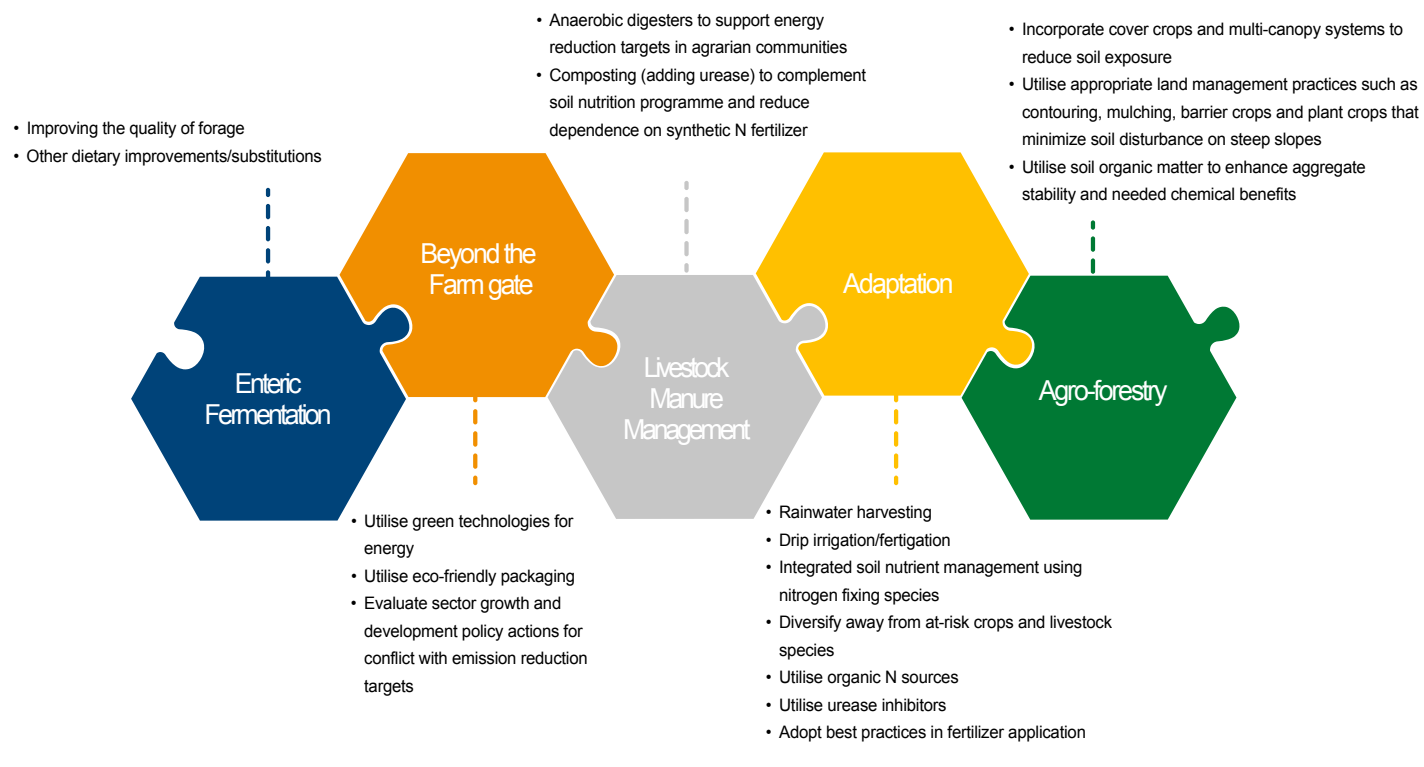 • Improving the quality of forage
• Other dietary improvements/substitutions
Enteric
Fermentation
Beyond the
Farm gate
• Utilise green technologies for
energy
• Utilise eco-friendly packaging
• Evaluate sector growth and
development policy actions for
conflict with emission reduction
targets
• Anaerobic digesters to support energy
reduction targets in agrarian communities
• Composting (adding urease) to complement
soil nutrition programme and reduce
dependence on synthetic N fertilizer
Livestock
Manure
Management
Adaptation
• Rainwater harvesting
• Drip irrigation/fertigation
• Integrated soil nutrient management using
nitrogen fixing species
• Diversify away from at-risk crops and livestock
species
• Utilise organic N sources
• Utilise urease inhibitors
• Adopt best practices in fertilizer application
• Incorporate cover crops and multi-canopy systems to
reduce soil exposure
• Utilise appropriate land management practices such as
contouring, mulching, barrier crops and plant crops that
minimize soil disturbance on steep slopes
• Utilise soil organic matter to enhance aggregate
stability and needed chemical benefits
Agro-forestry